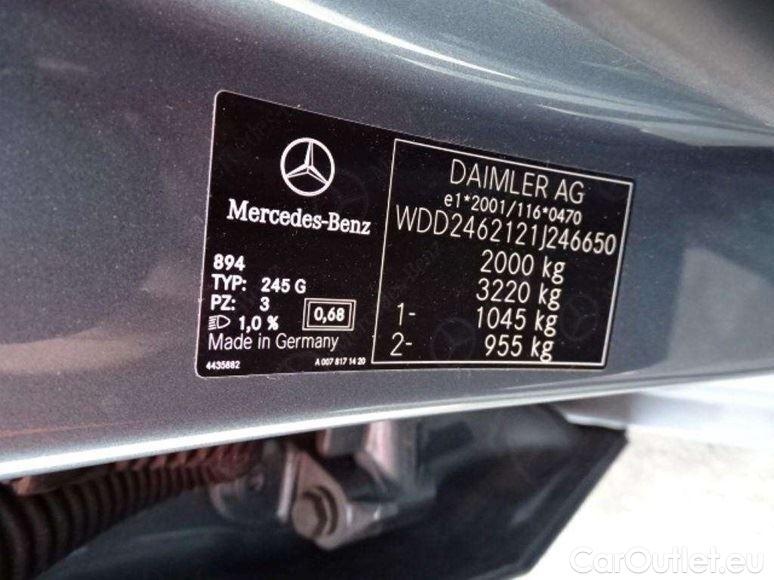 Mercedes-Benz
894
TYP: 245 G
PZ: 3
1,0 %
0,68
Made in Germany
4435882
A 007 817 14 20
DAIMLER AG
e1*2001/116*0470
WDD2462121J246650
2000 kg
3220 kg
1- 1045 kg
2- 955 kg
CarOutlet.eu